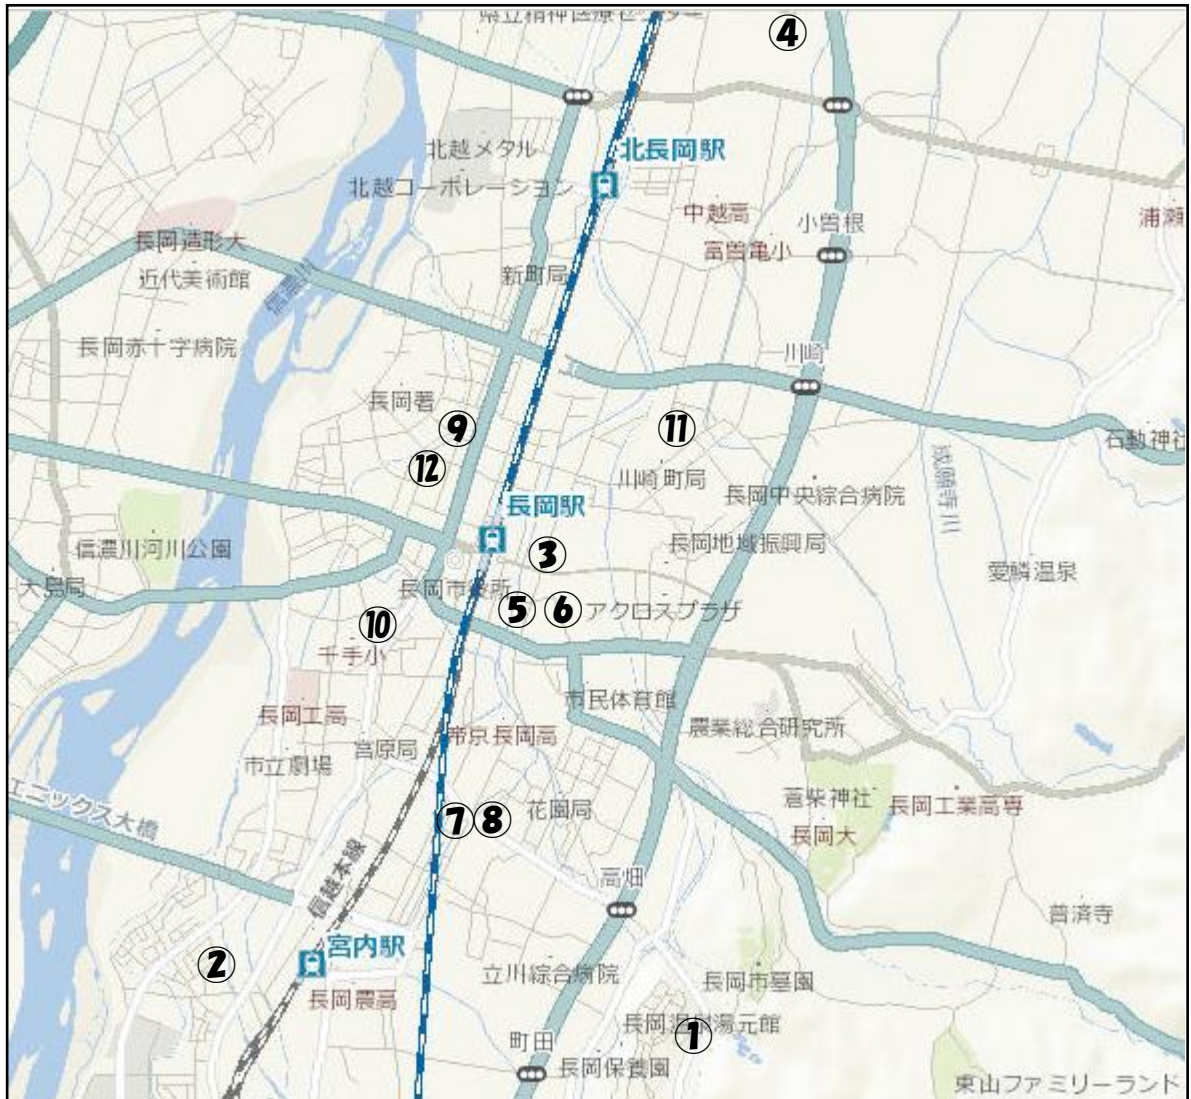 県立精神医療センター
④
北越メタル
北長岡駅
北越コーポレーション
中越高
小曽根
浦瀬
富曽亀小
長岡造形大
近代美術館
信濃川
新町局
長岡赤十字病院
川崎
長岡署
⑨
⑪
石動神社
⑫
川崎町局
長岡中央綜合病院
成願寺川
長岡駅
信濃川河川公園
③
長岡地域振興局
愛鱗温泉
大島局
長岡市役所
⑤
⑥
アクロスプラザ
⑩
千手小
市民体育館
長岡工高
帝京長岡高
農業総合研究所
宮原局
市立劇場
エニックス大橋
蒼柴神社
長岡工業高専
⑦
⑧
花園局
長岡大
信越本線
高畑
普済寺
宮内駅
②
立川綜合病院
長岡市墓園
長岡農高
長岡温泉湯元館
①
町田
長岡保養園
東山ファミリーランド